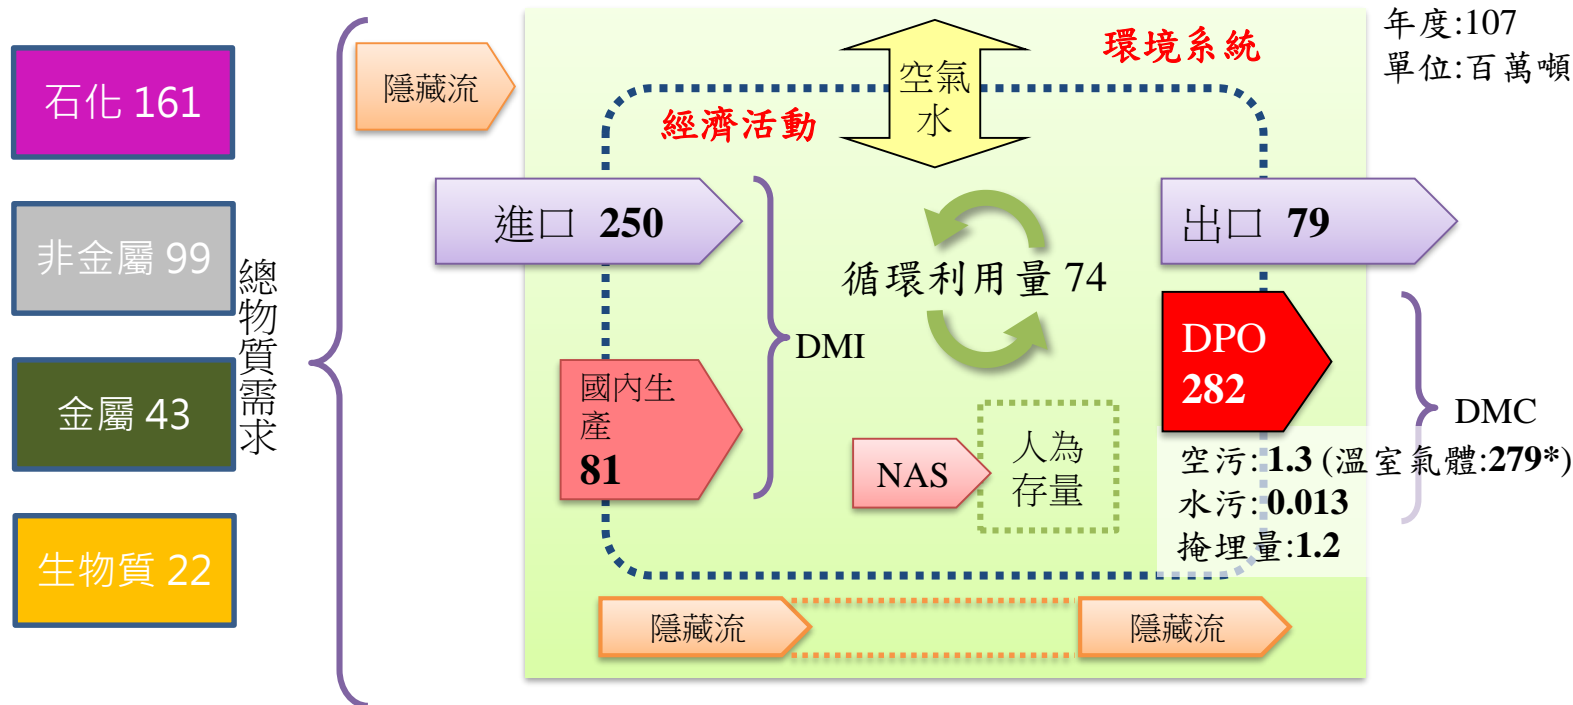 年度:107
單位:百萬噸
石化 161
非金屬 99
金屬 43
生物質 22
總物質需求
隱藏流
環境系統
空氣
水
經濟活動
進口 250
國內生
產
81
DMI
循環利用量 74
NAS
人為
存量
出口 79
DPO
282
DMC
空污: 1.3 (溫室氣體:279*)
水污: 0.013
掩埋量:1.2
隱藏流
隱藏流